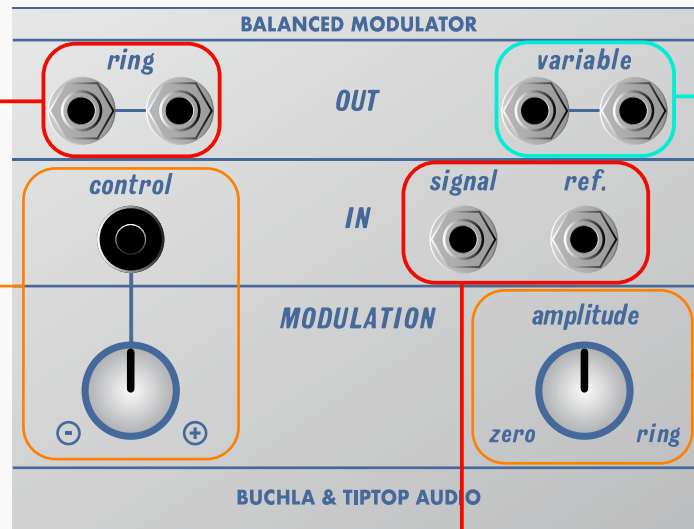 BALANCED MODULATOR
ring
variable
OUT
control
signal
ref.
IN
MODULATION
amplitude
-
+
zero
ring
BUCHLA & TIPTOP AUDIO